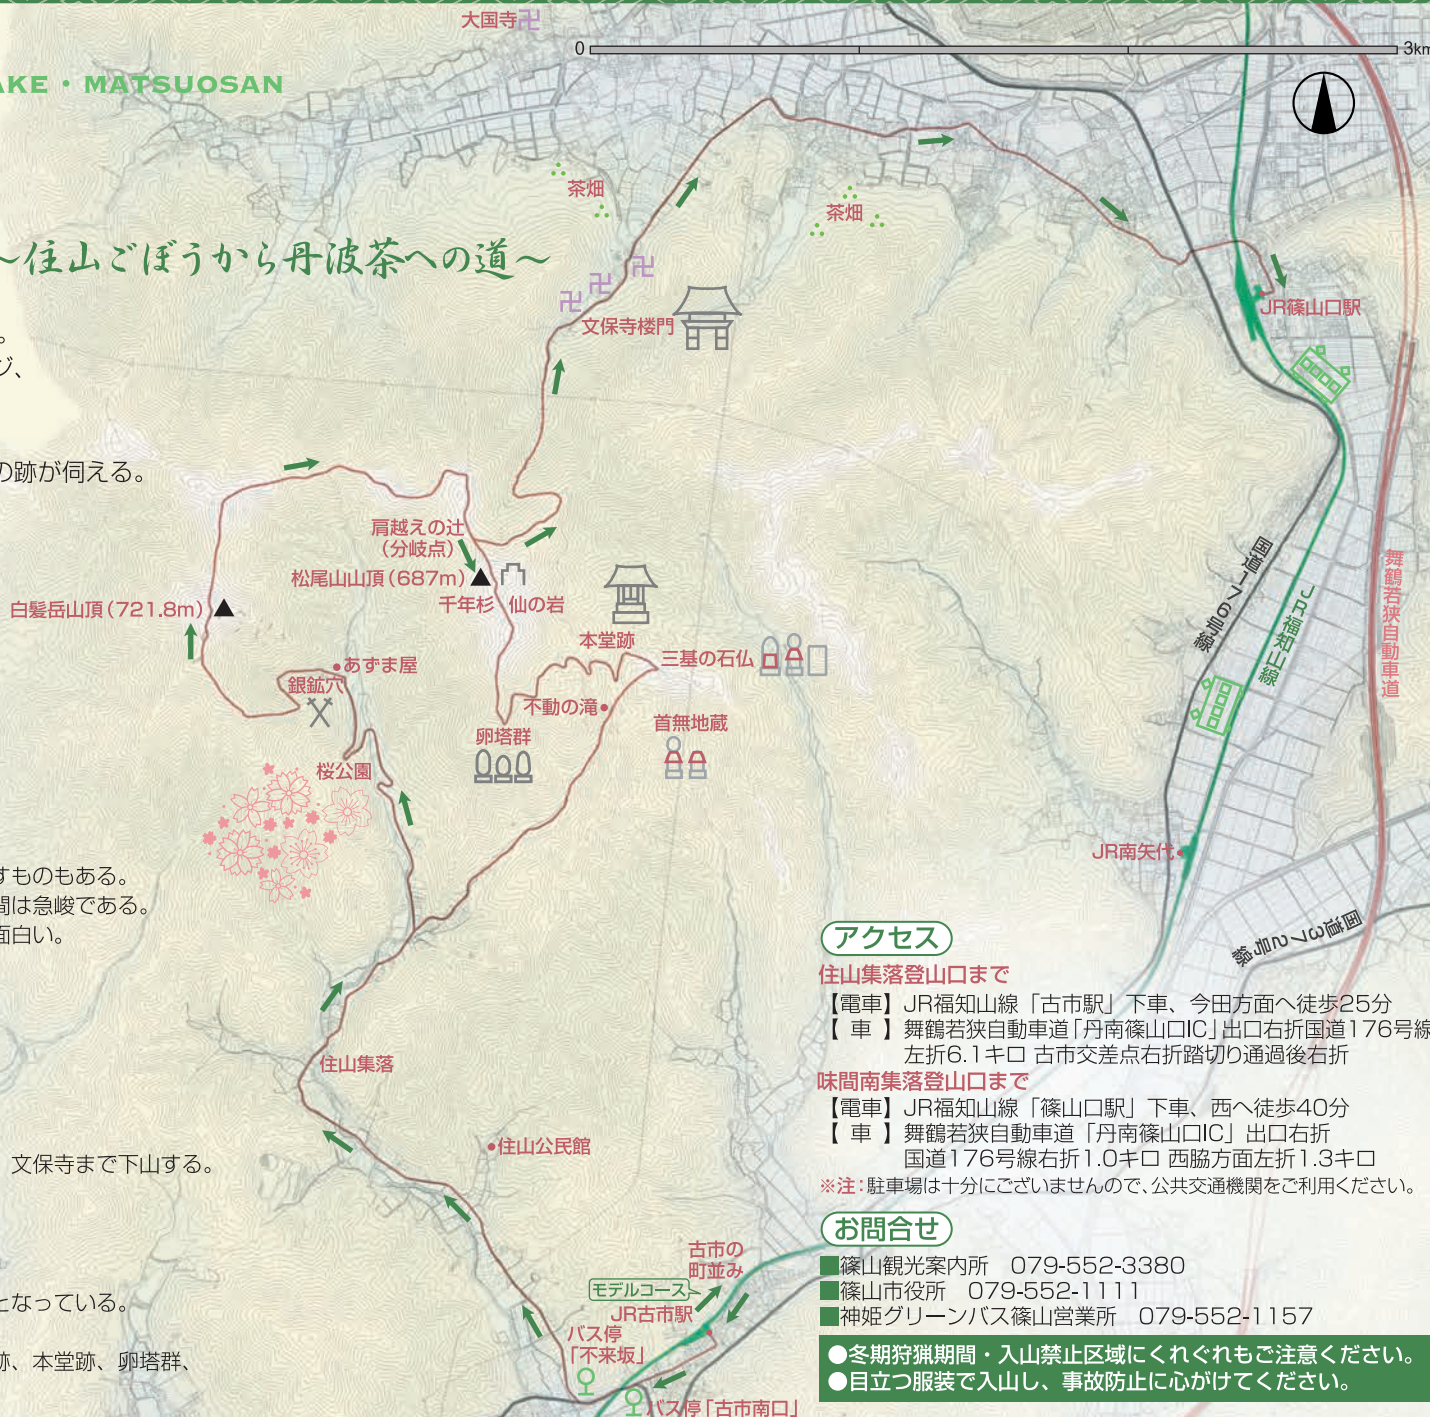 大国寺
0
3km
AKE・MATSUOSAN
茶畑
茶畑
〜住山ごぼうから丹波茶への道〜
JR篠山口駅
文保寺楼門
。
ジ、
の跡が伺える。
肩越えの辻
（分岐点）
松尾山山頂（687m）
千年杉
仙の岩
白髪岳山頂（721.8m）
国道176号線
JR福知山線
舞鶴若狭自動車道
本堂跡
三基の石仏
あずま屋
銀鉱穴
不動の滝
首無地蔵
卵塔群
桜公園
JR南矢代
すものもある。
間は急峻である。
面白い。
国道372号線
アクセス
住山集落登山口まで
【電車】JR福知山線「古市駅」下車、今田方面へ徒歩25分
【 車 】舞鶴若狭自動車道「丹南篠山口IC」出口右折国道176号線
左折6.1キロ 古市交差点右折踏切り通過後右折
味間南集落登山口まで
【電車】JR福知山線「篠山口駅」下車、西へ徒歩40分
【 車 】舞鶴若狭自動車道「丹南篠山口IC」出口右折
国道176号線右折1.0キロ 西脇方面左折1.3キロ
※注：駐車場は十分にございませんので、公共交通機関をご利用ください。
住山集落
住山公民館
文保寺まで下山する。
お問合せ
■篠山観光案内所　079-552-3380
■篠山市役所　079-552-1111
■神姫グリーンバス篠山営業所　079-552-1157
古市の
町並み
モデルコース
JR古市駅
となっている。
バス停
「不来坂」
跡、本堂跡、卵塔群、
バス停「古市南口」
●冬期狩猟期間・入山禁止区域にくれぐれもご注意ください。
●目立つ服装で入山し、事故防止に心がけてください。